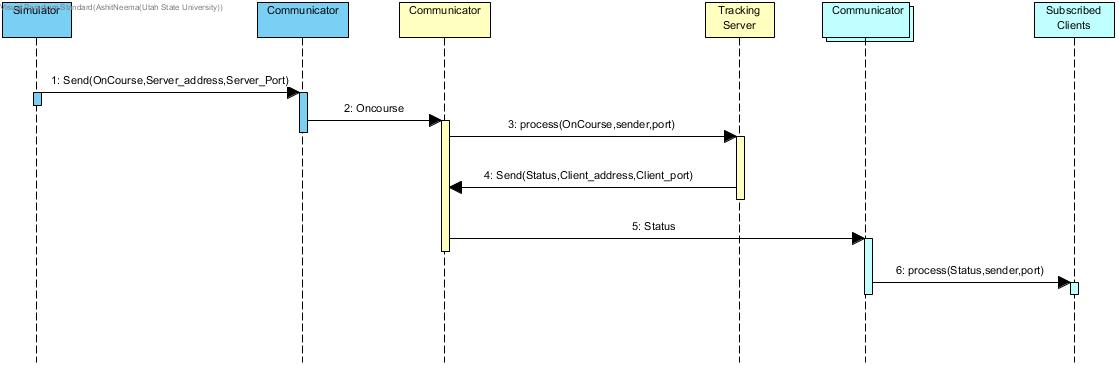 Standard(AshitNeema(Utah State University))
Simulator
Communicator
Communicator
Tracking
Server
Communicator
Subscribed
Clients
1: Send(OnCourse,Server_address,Server_Port)
2: Oncourse
3: process(OnCourse,sender,port)
4: Send(Status,Client_address,Client_port)
5: Status
6: process(Status,sender,port)